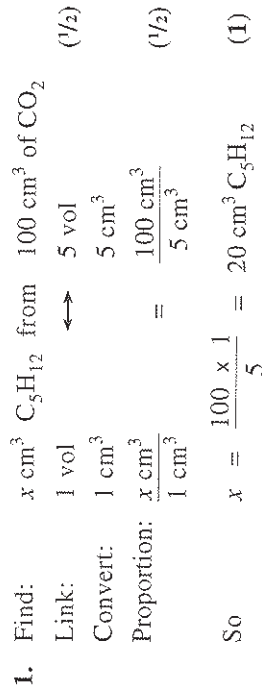 1. Find: x cm³ C₅H₁₂ from 100 cm³ of CO₂
Link: 1 vol ↔ 5 vol (½)
Convert: 1 cm³ 5 cm³
Proportion: x cm³ / 1 cm³ = 100 cm³ / 5 cm³ (½)
So x = 100 x 1 / 5 = 20 cm³ C₅H₁₂ (1)